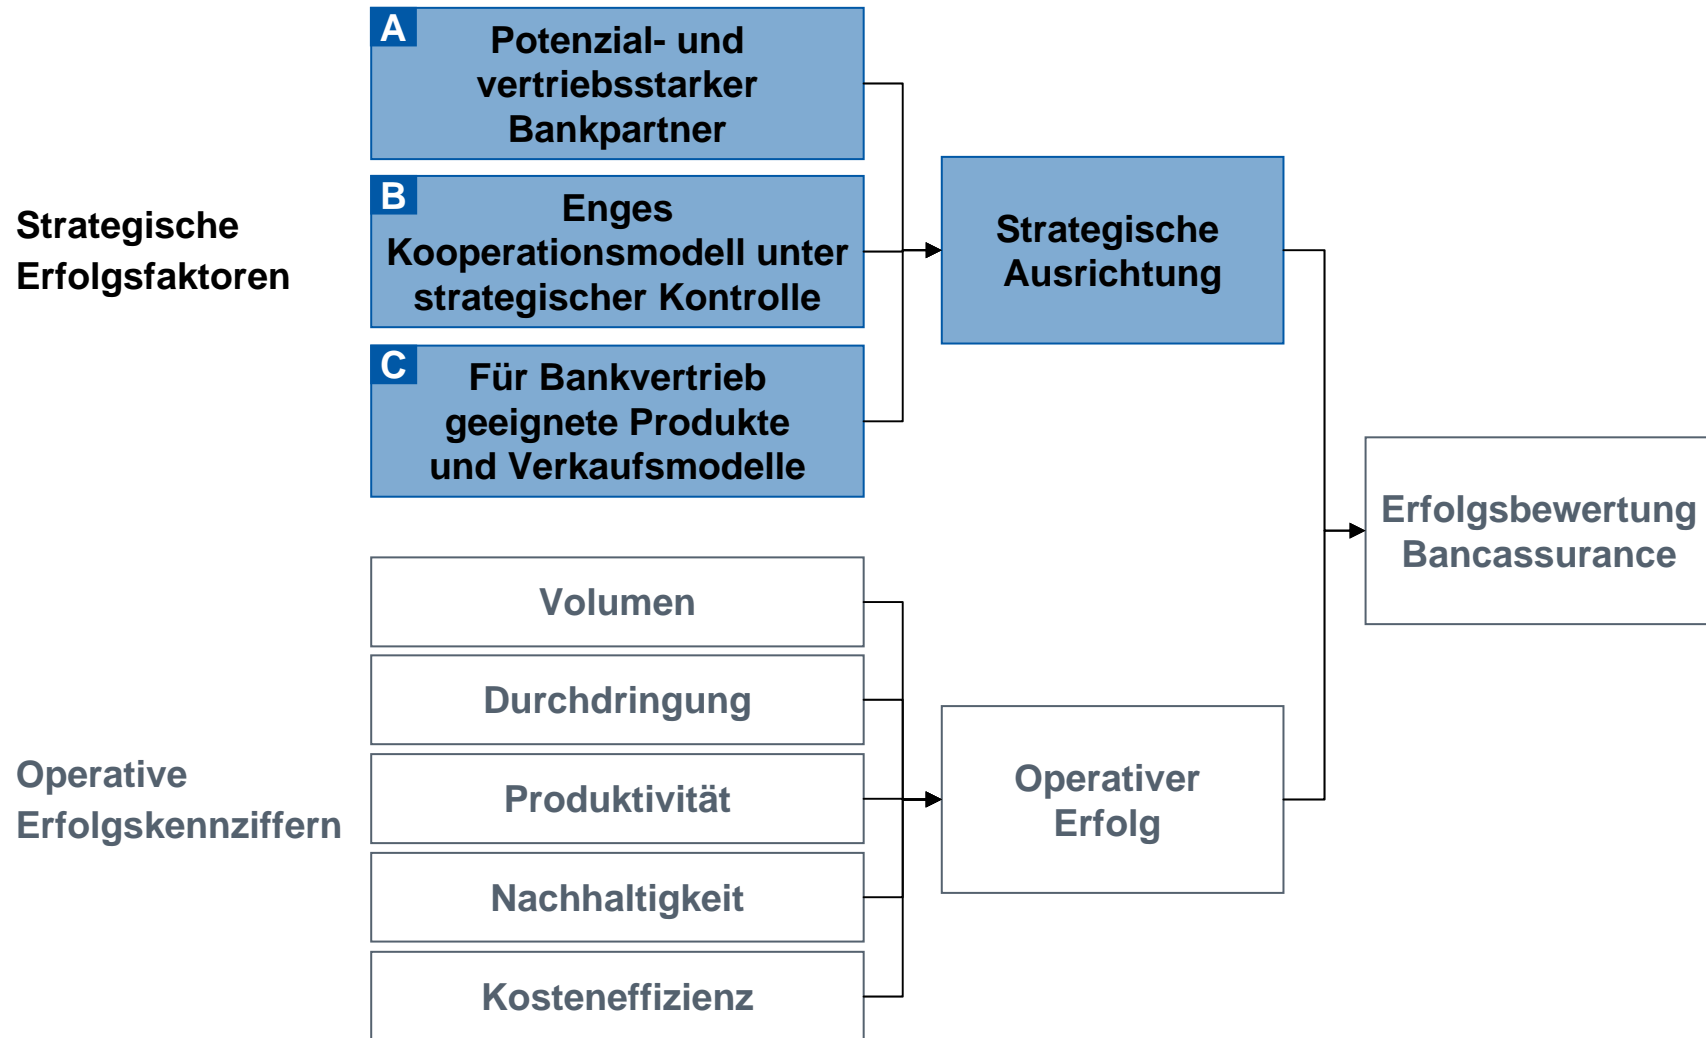 A
Potenzial- und
vertriebsstarker
Bankpartner
B
Enges
Kooperationsmodell unter
strategischer Kontrolle
C
Für Bankvertrieb
geeignete Produkte
und Verkaufsmodelle
Strategische
Erfolgsfaktoren
Strategische
Ausrichtung
Erfolgsbewertung
Bancassurance
Volumen
Durchdringung
Produktivität
Nachhaltigkeit
Kosteneffizienz
Operative
Erfolgskennziffern
Operativer
Erfolg